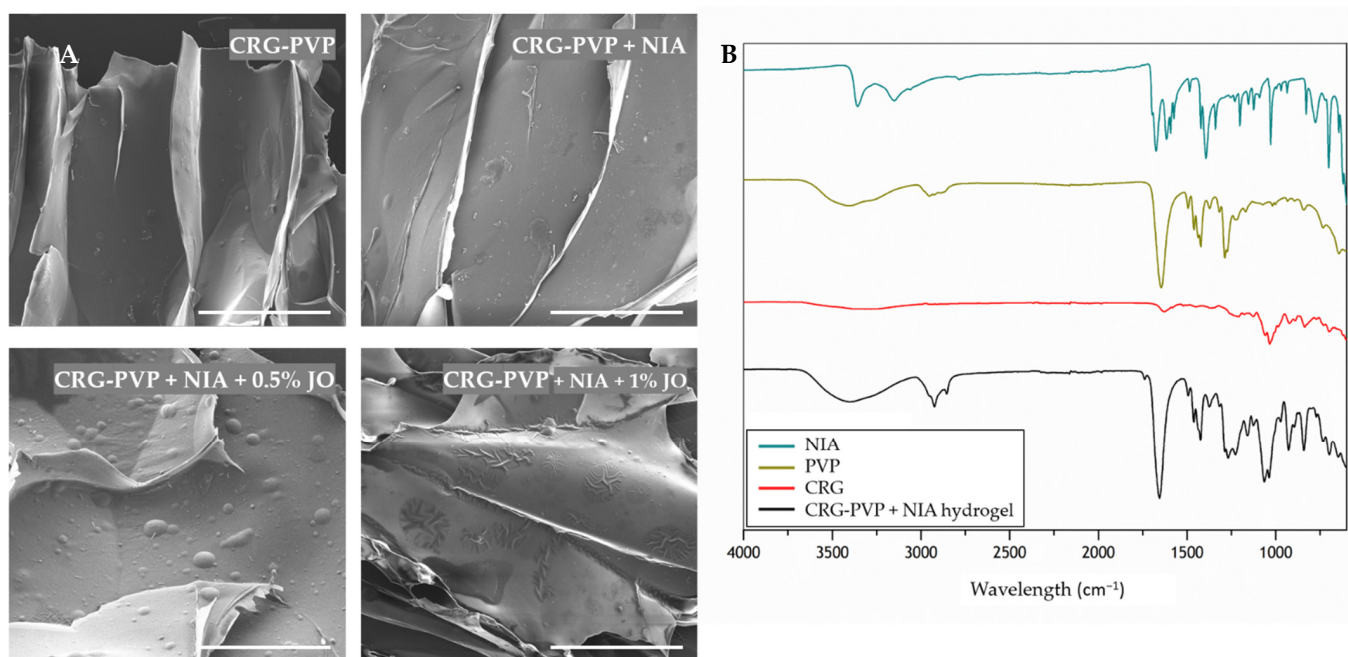 A
CRG-PVP
CRG-PVP + NIA
CRG-PVP + NIA + 0.5% JO
CRG-PVP + NIA + 1% JO
B
NIA
PVP
CRG
CRG-PVP + NIA hydrogel
4000 3500 3000 2500 2000 1500 1000
Wavelength (cm⁻¹)